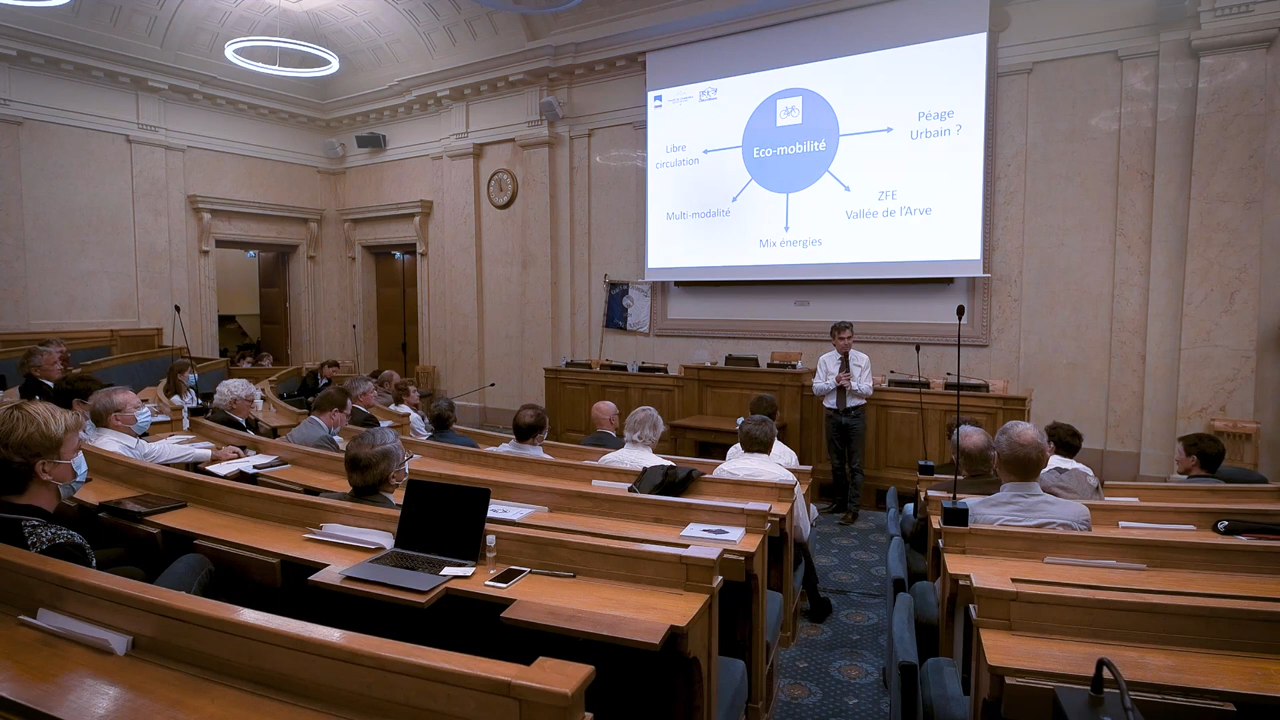 Eco-mobilité
Péage
Urbain ?
Libre
circulation
ZFE
Vallée de l'Arve
Multi-modalité
Mix énergies